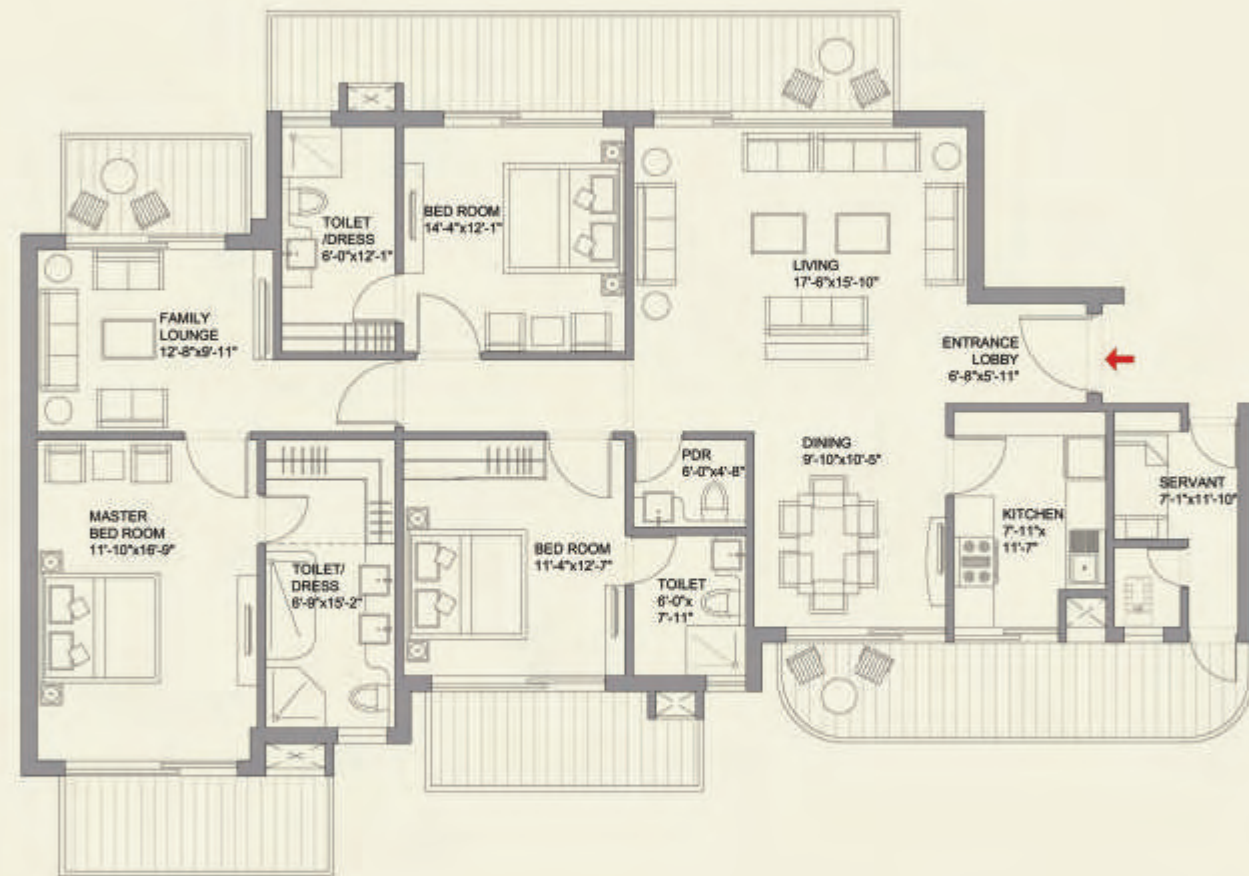 TOILET
/DRESS
6'-0"x12'-1"
BED ROOM
14'-4"x12'-1"
LIVING
17'-6"x15'-10"
FAMILY
LOUNGE
12'-8"x9'-11"
ENTRANCE
LOBBY
6'-8"x5'-11"
MASTER
BED ROOM
11'-10"x16'-9"
TOILET/
DRESS
6'-9"x15'-2"
BED ROOM
11'-4"x12'-7"
PDR
6'-0"x4'-8"
TOILET
6'-0"x
7'-11"
DINING
9'-10"x10'-5"
KITCHEN
7'-11"x
11'-7"
SERVANT
7'-1"x11'-10"